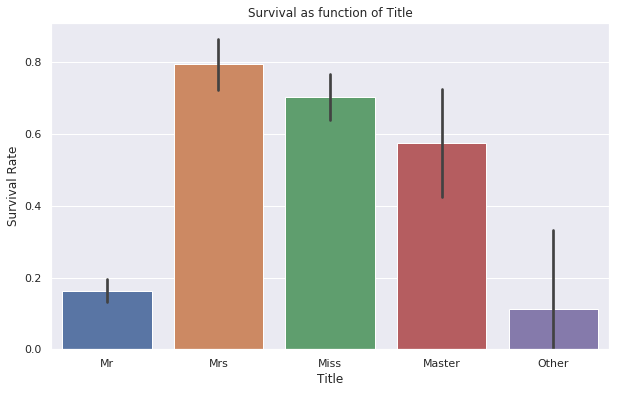 Survival as function of Title
Survival Rate
0.8
0.6
0.4
0.2
0.0
Mr Mrs Miss Master Other
Title